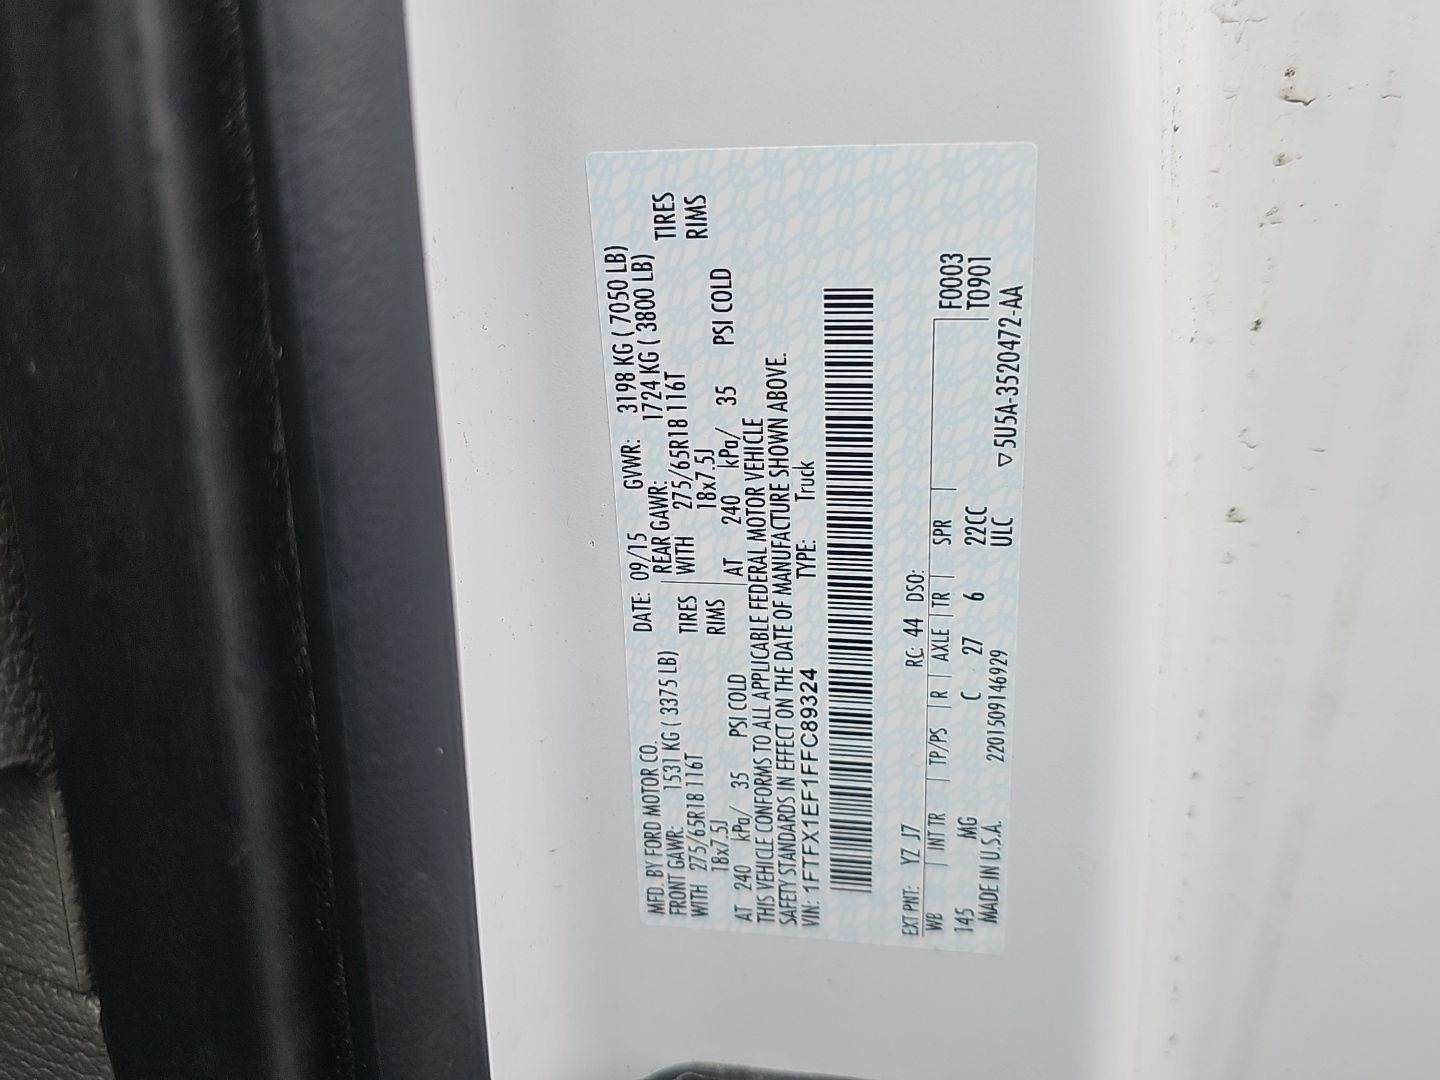 MFD. BY FORD MOTOR CO. DATE: 09/15 GVWR: 3198 KG ( 7050 LB)
FRONT GAWR: 1531 KG ( 3375 LB) REAR GAWR: 1724 KG ( 3800 LB)
WITH 275/65R18 116T TIRES WITH 275/65R18 116T TIRES
18x7.5J RIMS 18x7.5J RIMS
AT 240 kPa/ 35 PSI COLD AT 240 kPa/ 35 PSI COLD
THIS VEHICLE CONFORMS TO ALL APPLICABLE FEDERAL MOTOR VEHICLE
SAFETY STANDARDS IN EFFECT ON THE DATE OF MANUFACTURE SHOWN ABOVE.
VIN: 1FTFX1EF1FFC89324 TYPE: Truck
EXT PNT: YZ J7 RC: 44 DSO:
WB INT TR TP/PS R AXLE TR SPR F0003
145 MG C 27 6 22CC T0901
MADE IN U.S.A. 2201509146929 ULC ▽5U5A-3520472-AA